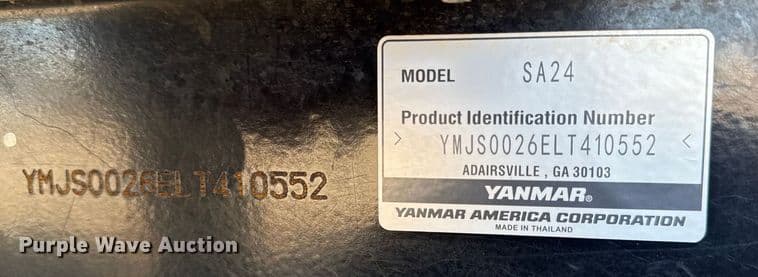 YMJS0026ELT410552
MODEL SA24
Product Identification Number
> YMJS0026ELT410552 <
ADAIRSVILLE , GA 30103
YANMAR®
YANMAR AMERICA CORPORATION
MADE IN THAILAND
Purple Wave Auction